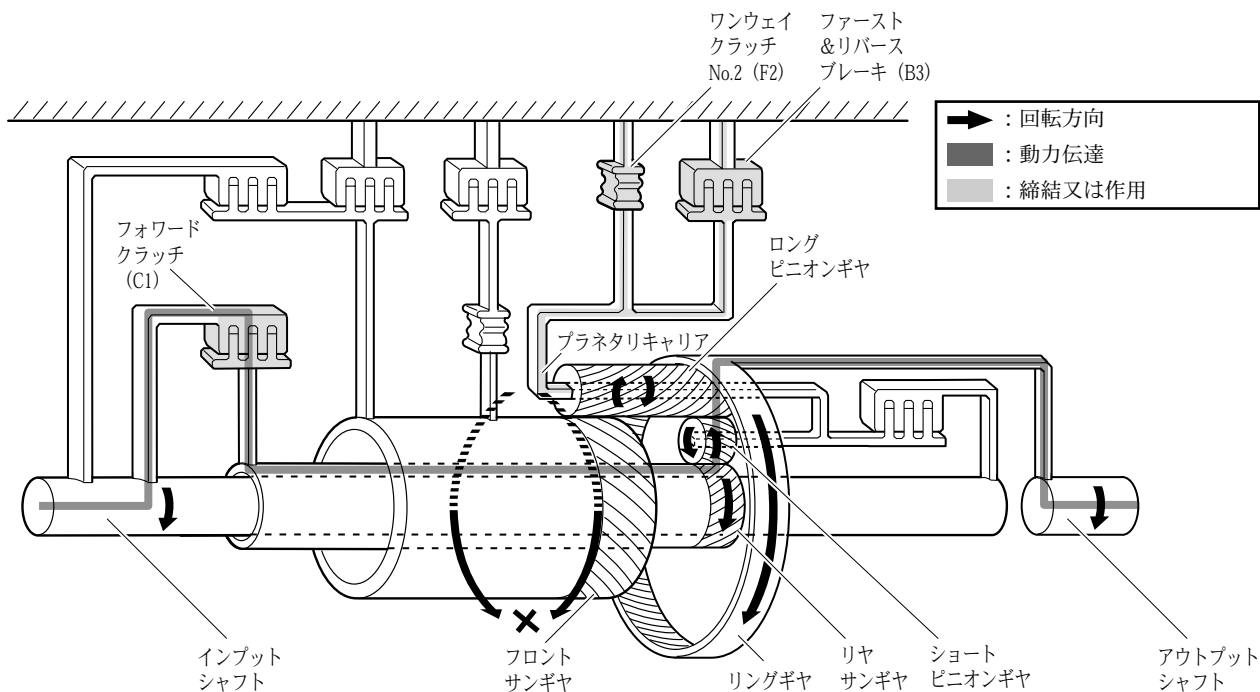 ワンウェイ
クラッチ
No.2（F2）
ファースト
&リバース
ブレーキ（B3）
：回転方向
：動力伝達
：締結又は作用
フォワード
クラッチ
（C1）
ロング
ピニオンギヤ
プラネタリキャリア
インプット
シャフト
フロント
サンギヤ
リングギヤ
リヤ
サンギヤ
ショート
ピニオンギヤ
アウトプット
シャフト